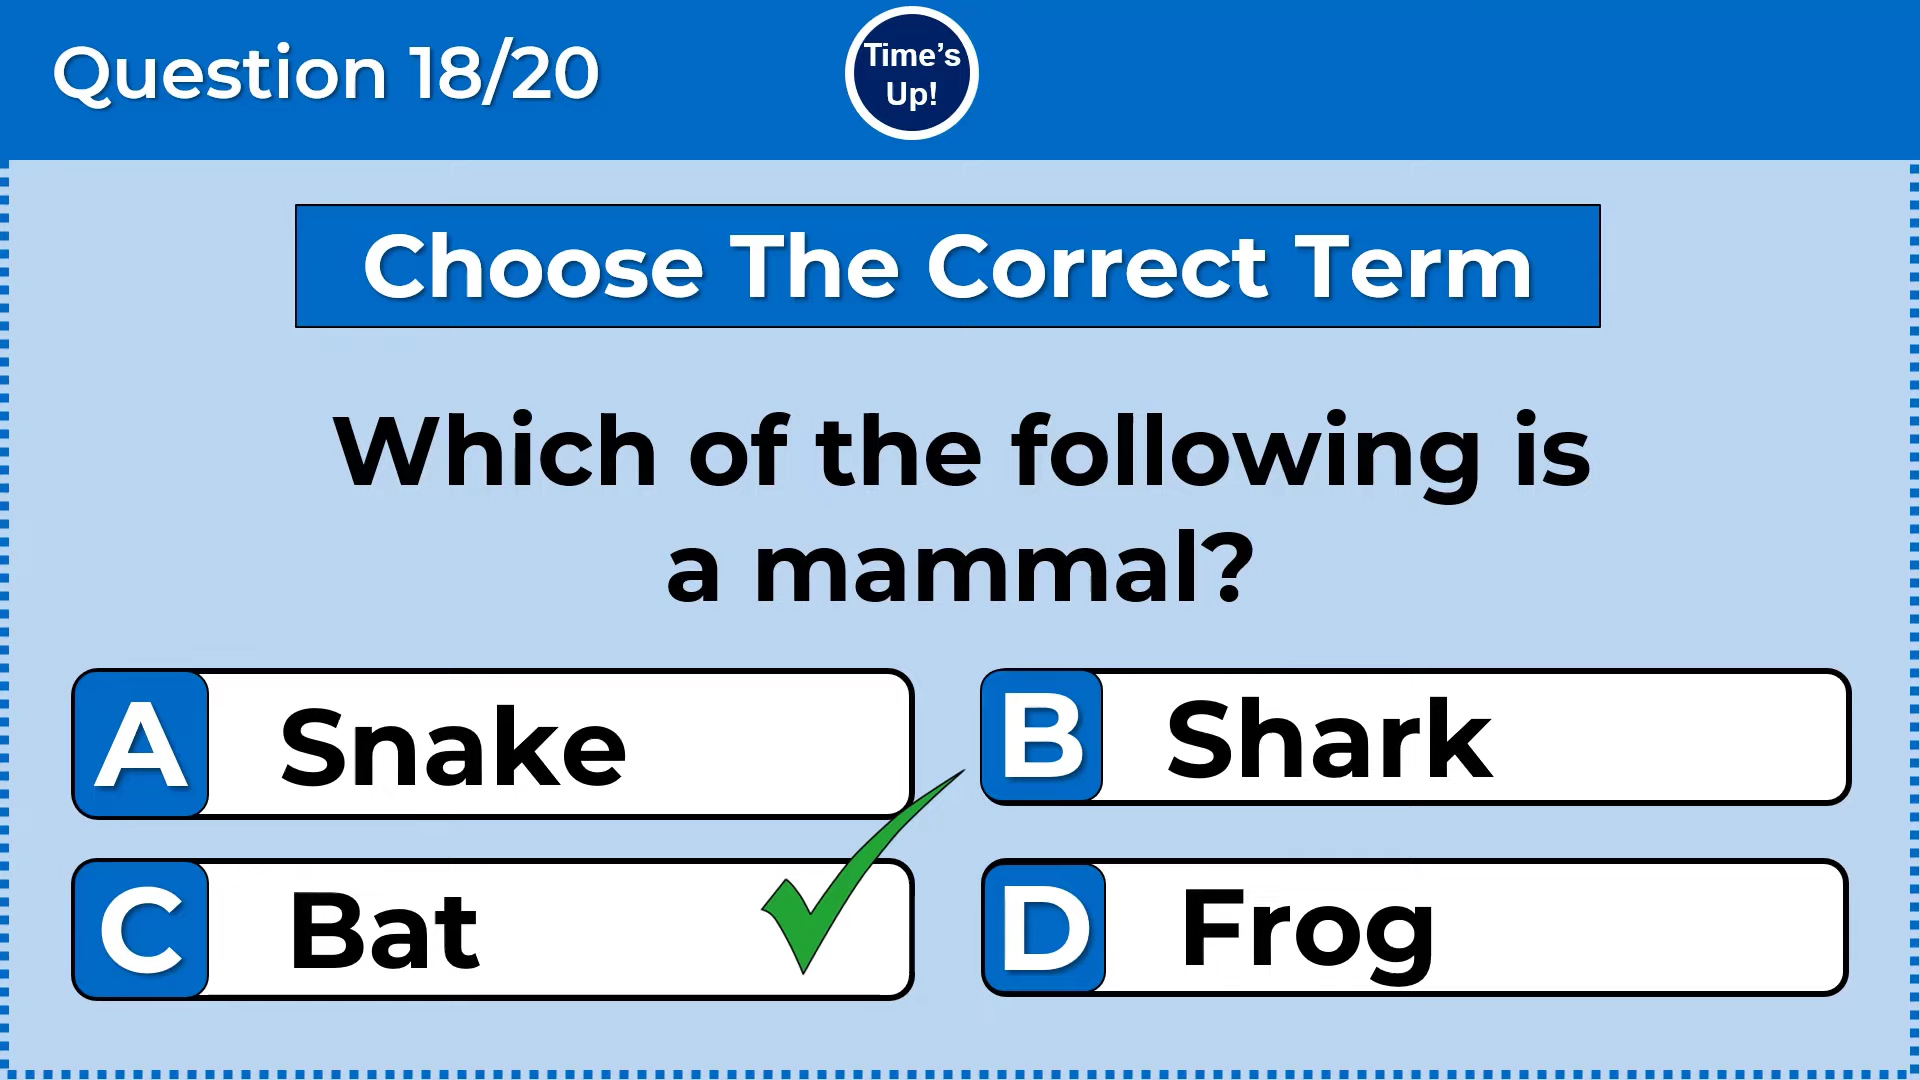 Question 18/20
Time’s
Up!
Choose The Correct Term
Which of the following is
a mammal?
A Snake
B Shark
C Bat
D Frog